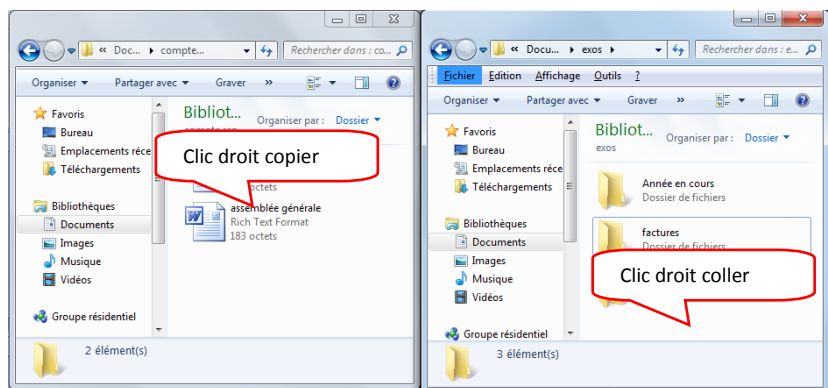 « Doc... ▸ compte...
Rechercher dans : co...
Organiser
Partager avec
Graver
»
Favoris
Bureau
Emplacements réce
Téléchargements
Bibliothèques
Documents
Images
Musique
Vidéos
Groupe résidentiel
Bibliot...
Organiser par :
Dossier
Clic droit copier
octets
assemblée générale
Rich Text Format
183 octets
2 élément(s)
« Docu... ▸ exos ▸
Rechercher dans : e...
Fichier Edition Affichage Outils ?
Organiser
Partager avec
Graver
»
Favoris
Bureau
Emplacements réce
Téléchargements
Bibliothèques
Documents
Images
Musique
Vidéos
Groupe résidentiel
Bibliot...
exos
Organiser par :
Dossier
Année en cours
Dossier de fichiers
factures
Dossier de fichiers
Clic droit coller
3 élément(s)